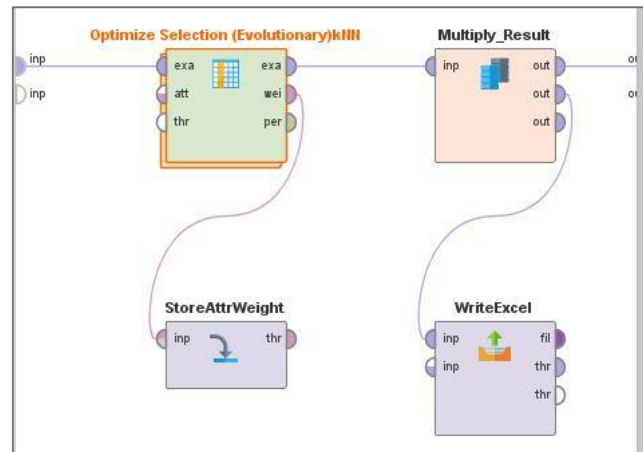 Optimize Selection (Evolutionary)kNN
Multiply_Result
inp
inp
exa
att
thr
exa
wei
per
inp
out
out
out
StoreAttrWeight
inp
thr
WriteExcel
inp
inp
fil
thr
thr